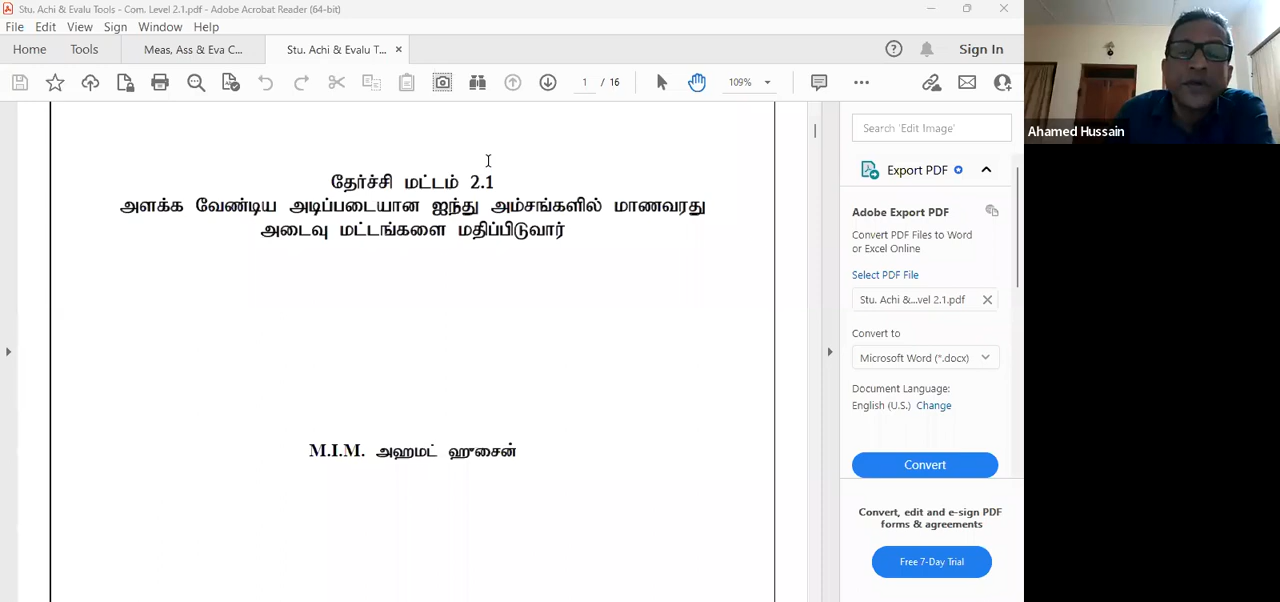 Stu. Achi & Evalu Tools - Com. Level 2.1.pdf - Adobe Acrobat Reader (64-bit)
File Edit View Sign Window Help
Home Tools Meas, Ass & Eva C... Stu. Achi & Evalu T... × Sign In
1 / 16 109%
தேர்ச்சி மட்டம் 2.1
அளக்க வேண்டிய அடிப்படையான ஐந்து அம்சங்களில் மாணவரது
அடைவு மட்டங்களை மதிப்பிடுவார்
M.I.M. அஹமட் ஹுசைன்
Search 'Edit Image'
Export PDF
Adobe Export PDF
Convert PDF Files to Word
or Excel Online
Select PDF File
Stu. Achi &...vel 2.1.pdf
Convert to
Microsoft Word (*.docx)
Document Language:
English (U.S.) Change
Convert
Convert, edit and e-sign PDF
forms & agreements
Free 7-Day Trial
Ahamed Hussain